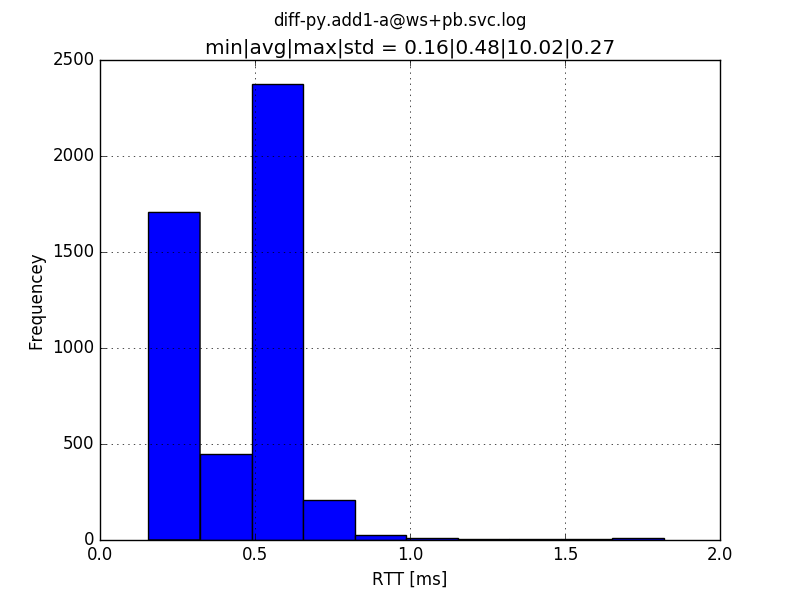 diff-py.add1-a@ws+pb.svc.log
min|avg|max|std = 0.16|0.48|10.02|0.27
2500
2000
1500
1000
500
0
Frequencey
0.0 0.5 1.0 1.5 2.0
RTT [ms]